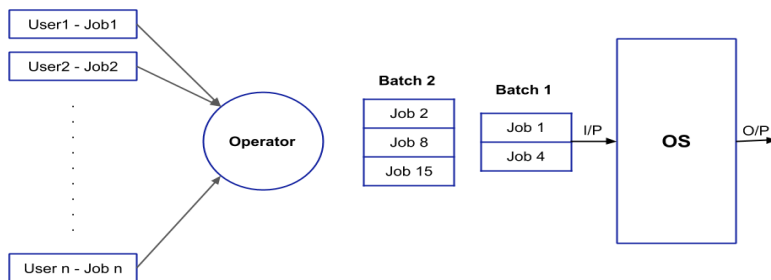 User1 - Job1
User2 - Job2
User n - Job n
Operator
Batch 2
Job 2
Job 8
Job 15
Batch 1
Job 1
Job 4
I/P
OS
O/P